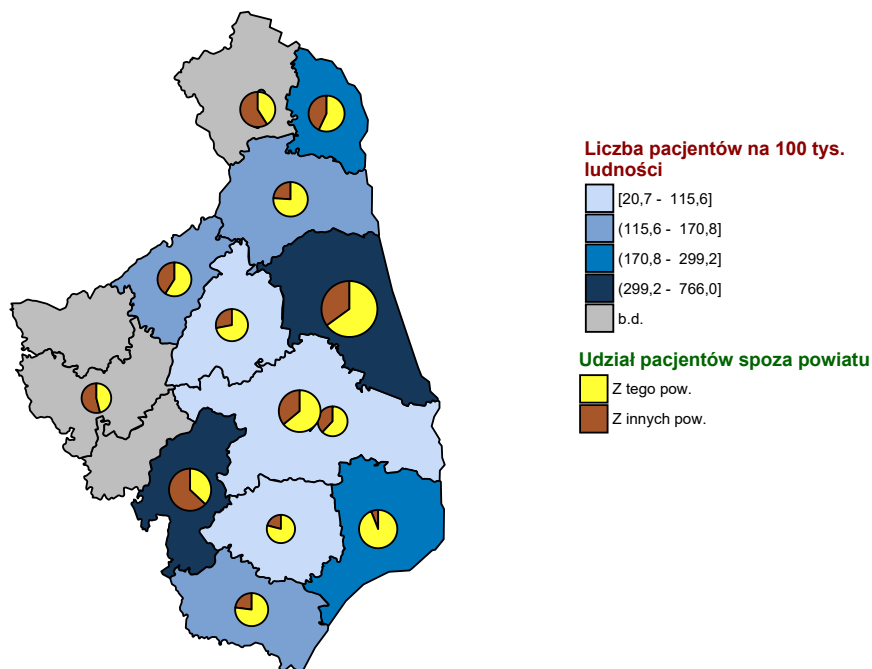 Liczba pacjentów na 100 tys.
ludności
[20,7 - 115,6]
(115,6 - 170,8]
(170,8 - 299,2]
(299,2 - 766,0]
b.d.
Udział pacjentów spoza powiatu
Z tego pow.
Z innych pow.